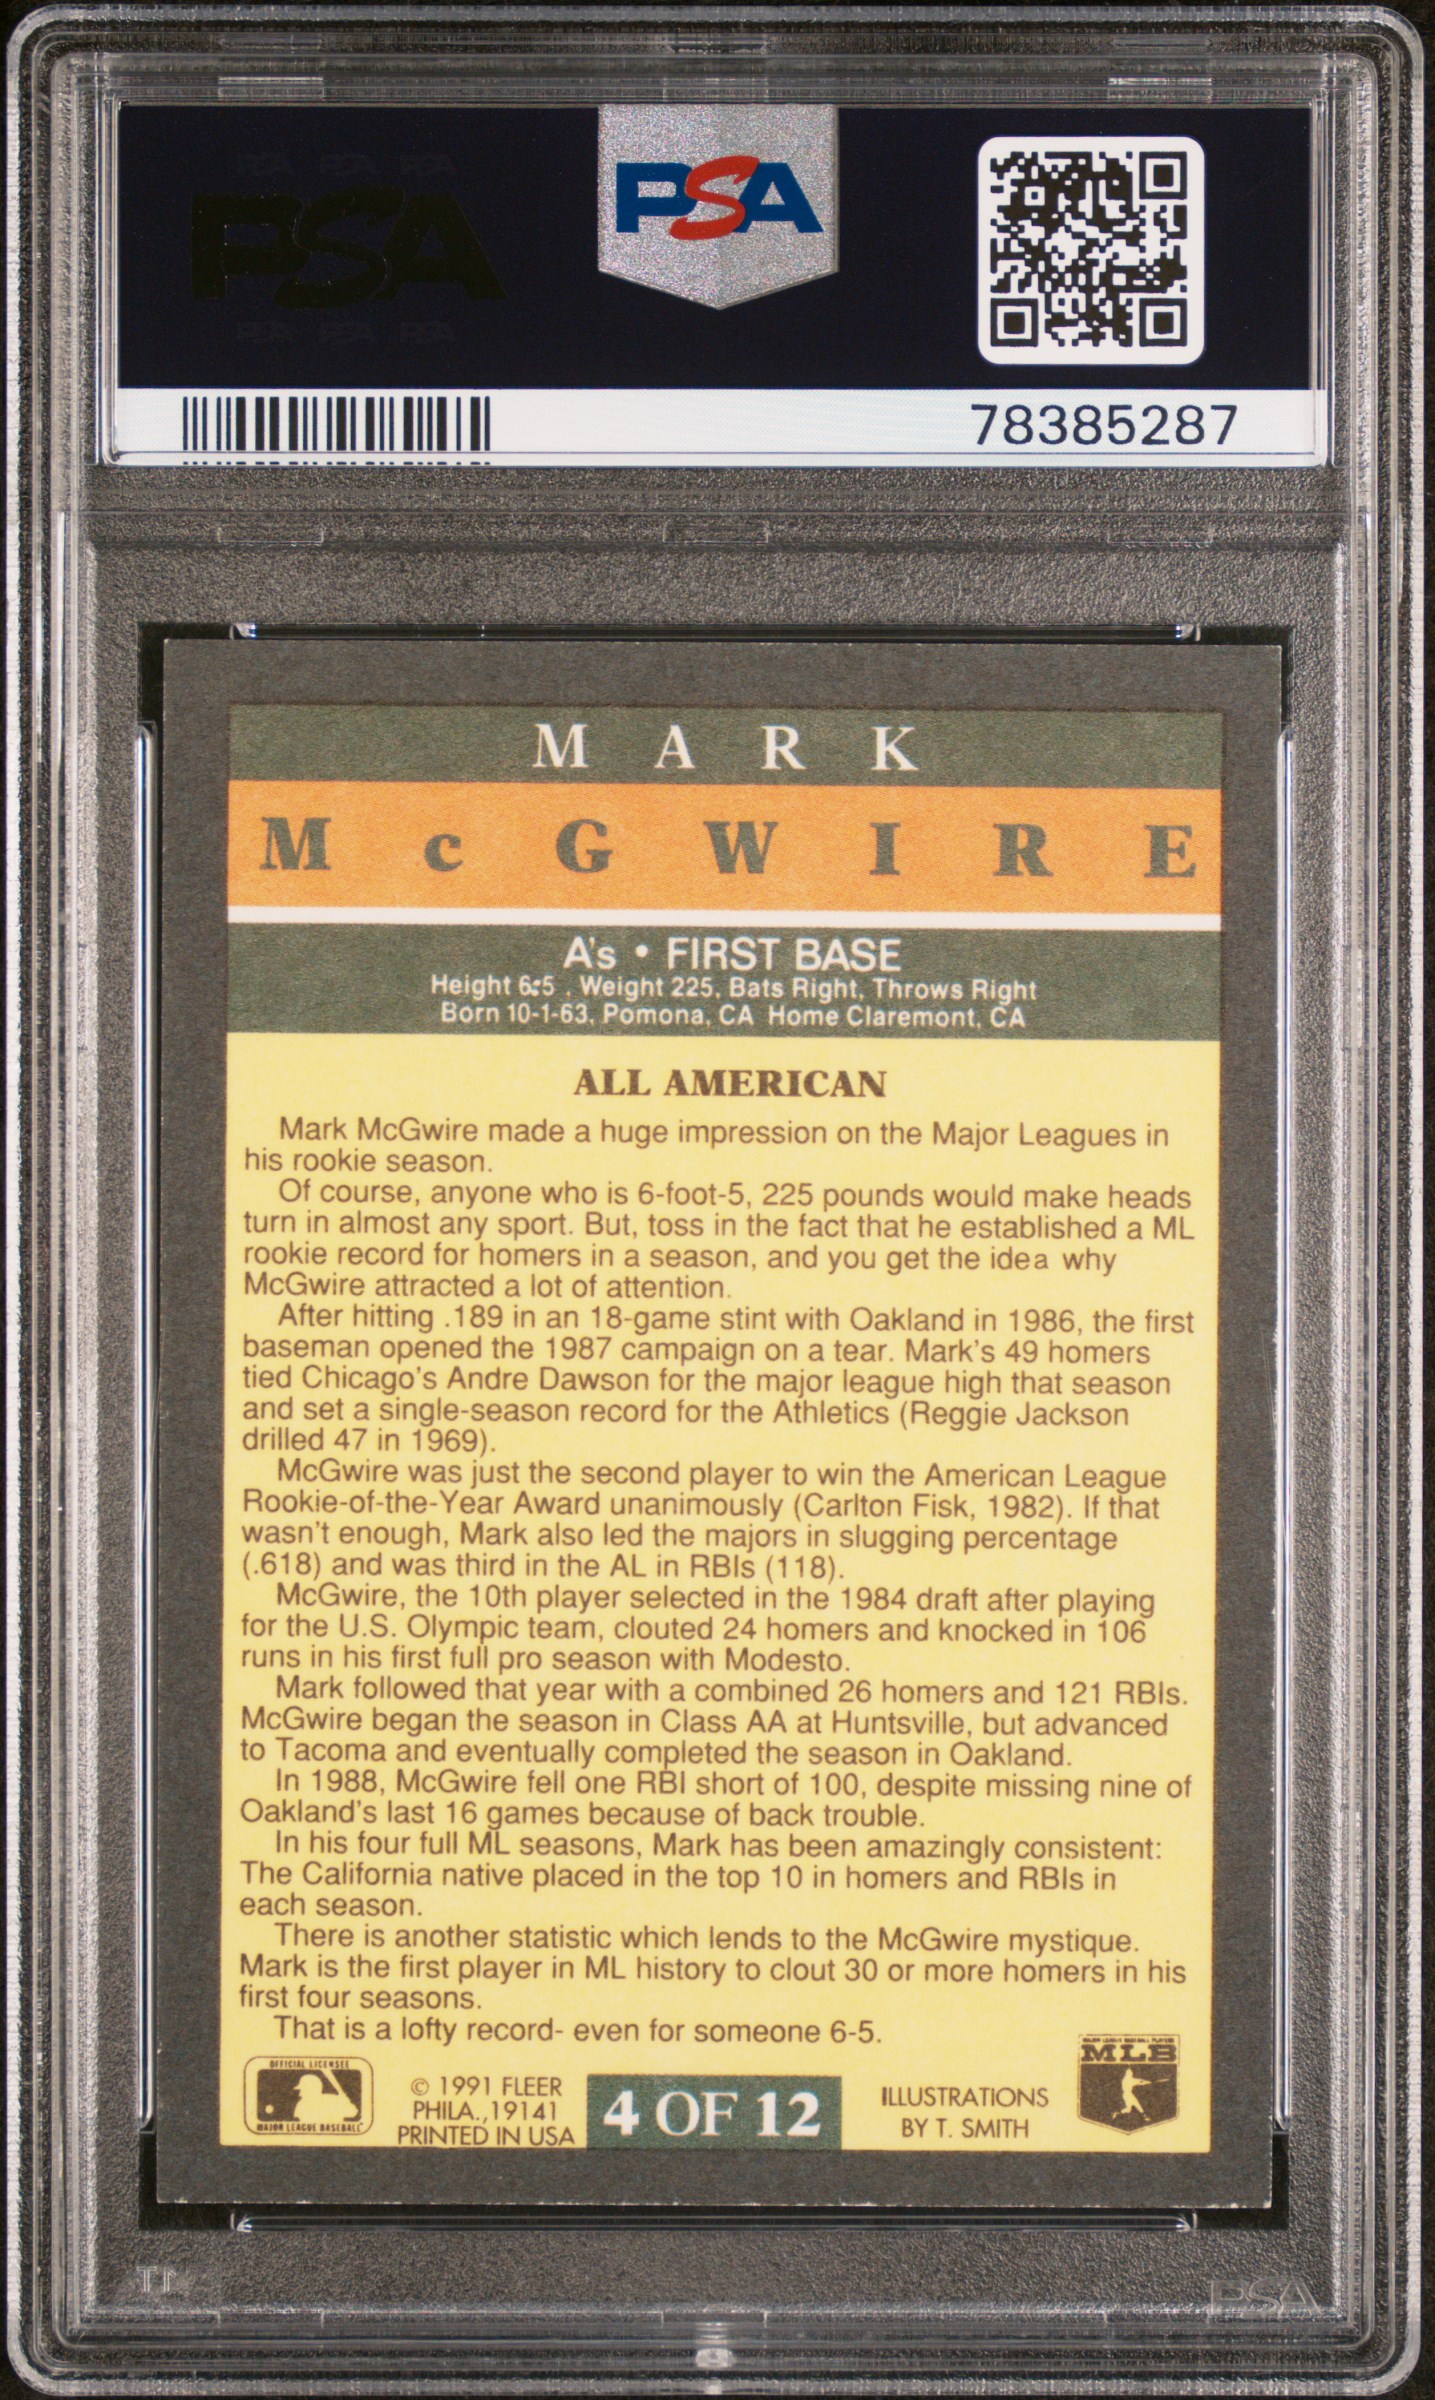 PSA
PSA
78385287
MARK
McGWIRE
A's • FIRST BASE
Height 6:5 . Weight 225, Bats Right, Throws Right
Born 10-1-63, Pomona, CA Home Claremont, CA
ALL AMERICAN
Mark McGwire made a huge impression on the Major Leagues in
his rookie season.
Of course, anyone who is 6-foot-5, 225 pounds would make heads
turn in almost any sport. But, toss in the fact that he established a ML
rookie record for homers in a season, and you get the idea why
McGwire attracted a lot of attention.
After hitting .189 in an 18-game stint with Oakland in 1986, the first
baseman opened the 1987 campaign on a tear. Mark's 49 homers
tied Chicago's Andre Dawson for the major league high that season
and set a single-season record for the Athletics (Reggie Jackson
drilled 47 in 1969).
McGwire was just the second player to win the American League
Rookie-of-the-Year Award unanimously (Carlton Fisk, 1982). If that
wasn't enough, Mark also led the majors in slugging percentage
(.618) and was third in the AL in RBIs (118).
McGwire, the 10th player selected in the 1984 draft after playing
for the U.S. Olympic team, clouted 24 homers and knocked in 106
runs in his first full pro season with Modesto.
Mark followed that year with a combined 26 homers and 121 RBIs.
McGwire began the season in Class AA at Huntsville, but advanced
to Tacoma and eventually completed the season in Oakland.
In 1988, McGwire fell one RBI short of 100, despite missing nine of
Oakland's last 16 games because of back trouble.
In his four full ML seasons, Mark has been amazingly consistent:
The California native placed in the top 10 in homers and RBIs in
each season.
There is another statistic which lends to the McGwire mystique.
Mark is the first player in ML history to clout 30 or more homers in his
first four seasons.
That is a lofty record- even for someone 6-5.
OFFICIAL LICENSEE
MAJOR LEAGUE BASEBALL
© 1991 FLEER
PHILA., 19141
PRINTED IN USA
4 OF 12
ILLUSTRATIONS
BY T. SMITH
MAJOR LEAGUE BASEBALL PLAYERS
MLB
PSA